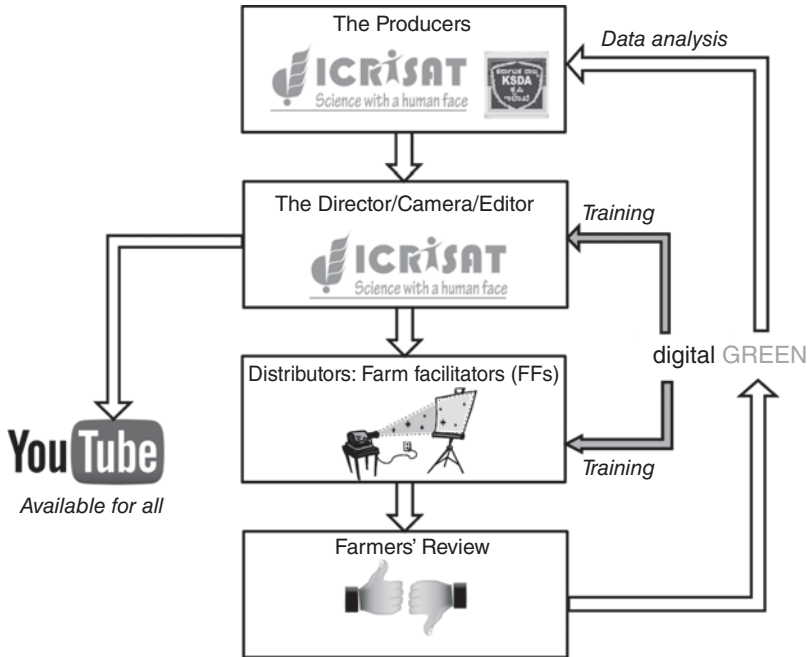 The Producers
Data analysis
ICRISAT
Science with a human face
KSDA
The Director/Camera/Editor
Training
ICRISAT
Science with a human face
digital GREEN
Distributors: Farm facilitators (FFs)
YouTube
Training
Available for all
Farmers' Review